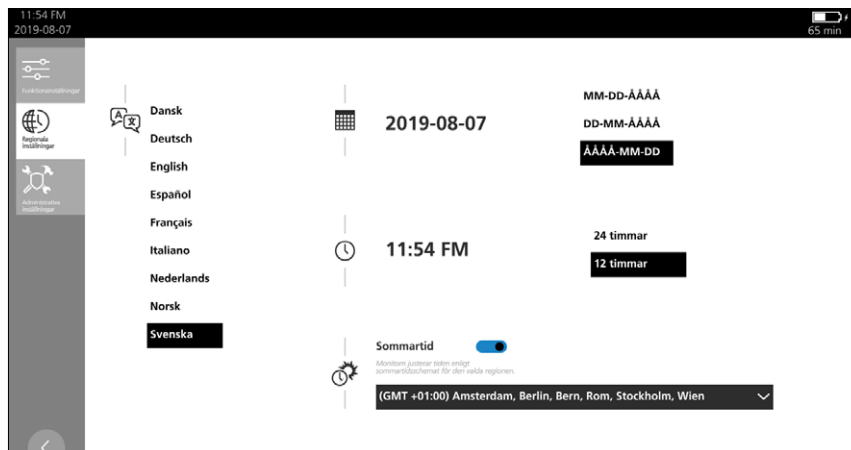 11:54 PM
2019-08-07
65 min
Funktionsinställningar
Regionala
inställningar
Administrativa
inställningar
Dansk
Deutsch
English
Español
Français
Italiano
Nederlands
Norsk
Svenska
2019-08-07
MM-DD-ÅÅÅÅ
DD-MM-ÅÅÅÅ
ÅÅÅÅ-MM-DD
11:54 PM
24 timmar
12 timmar
Sommartid
Monitorn justerar tiden enligt
sommartidsschemat för den valda regionen.
(GMT +01:00) Amsterdam, Berlin, Bern, Rom, Stockholm, Wien